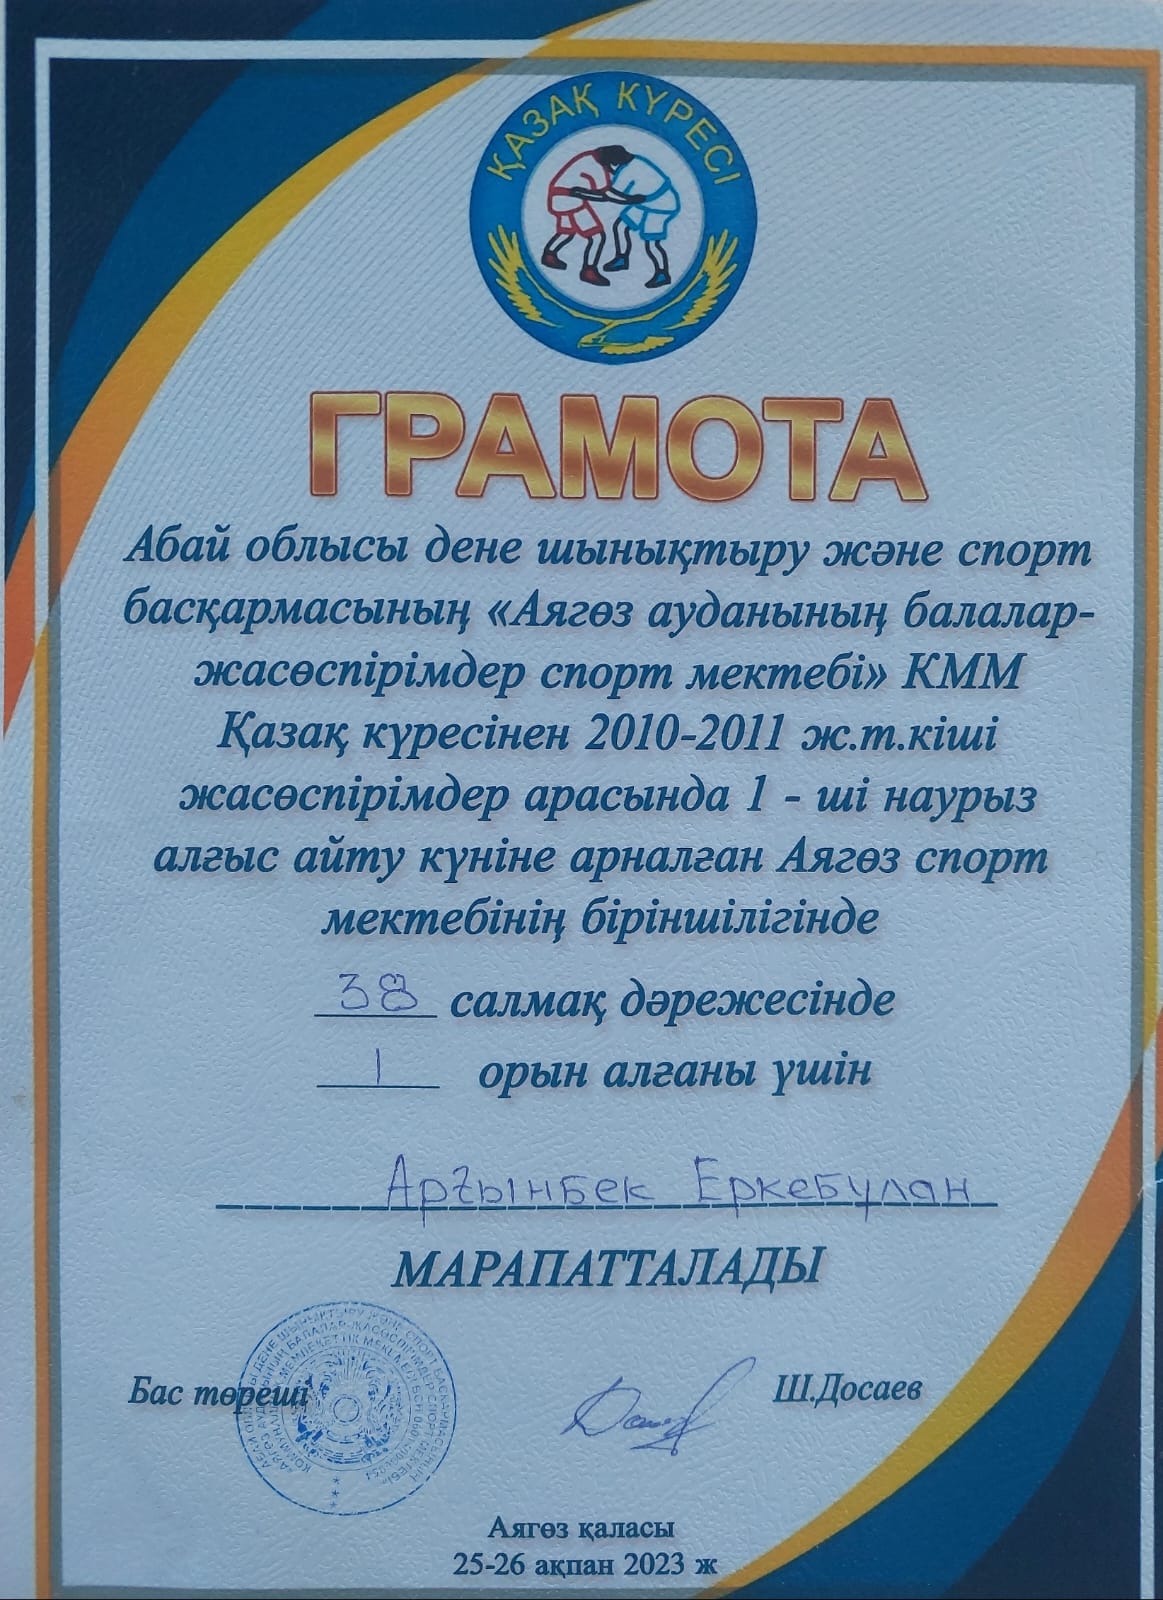 ҚАЗАҚ КҮРЕСІ
ГРАМОТА
Абай облысы дене шынықтыру және спорт
басқармасының «Аягөз ауданының балалар-
жасөспірімдер спорт мектебі» КММ
Қазақ күресінен 2010-2011 ж.т.кіші
жасөспірімдер арасында 1 - ші наурыз
алғыс айту күніне арналған Аягөз спорт
мектебінің біріншілігінде
38 салмақ дәрежесінде
1 орын алғаны үшін
Арғынбек Еркебұлан
МАРАПАТТАЛАДЫ
Бас төреші
Ш.Досаев
Аягөз қаласы
25-26 ақпан 2023 ж